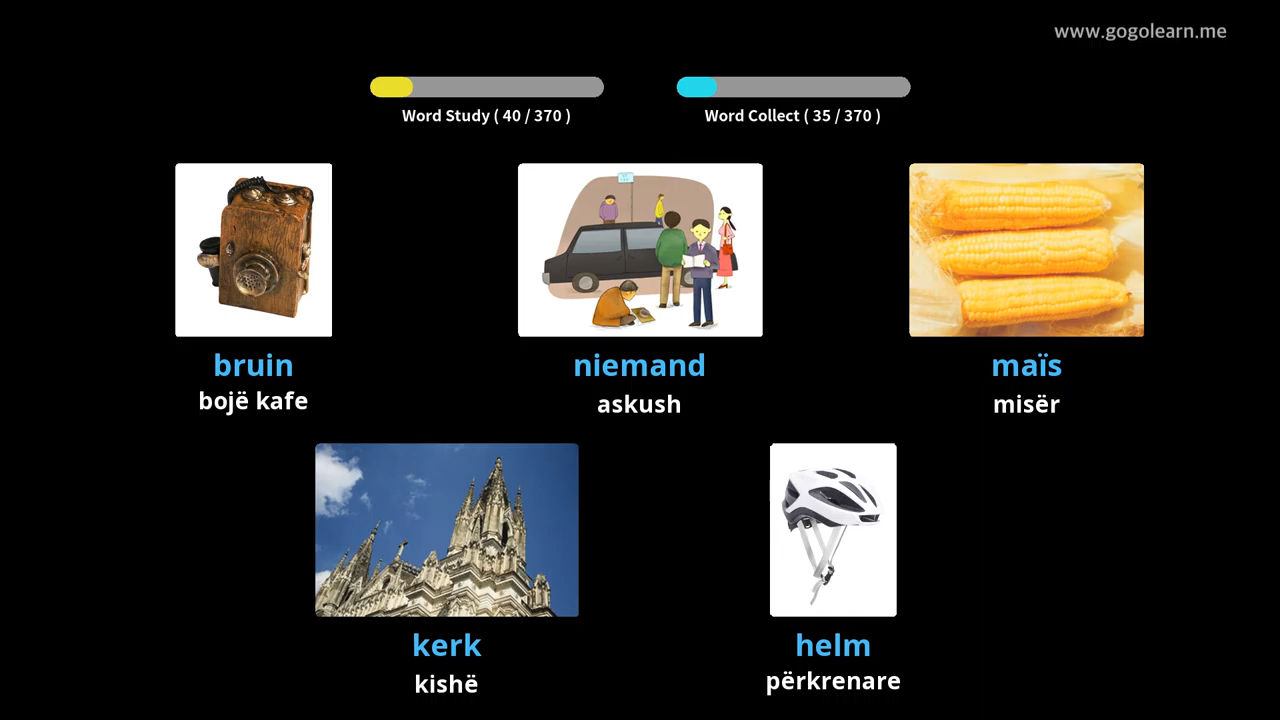 www.gogolearn.me
Word Study ( 40 / 370 )
Word Collect ( 35 / 370 )
bruin
bojë kafe
niemand
askush
maïs
misër
kerk
kishë
helm
përkrenare